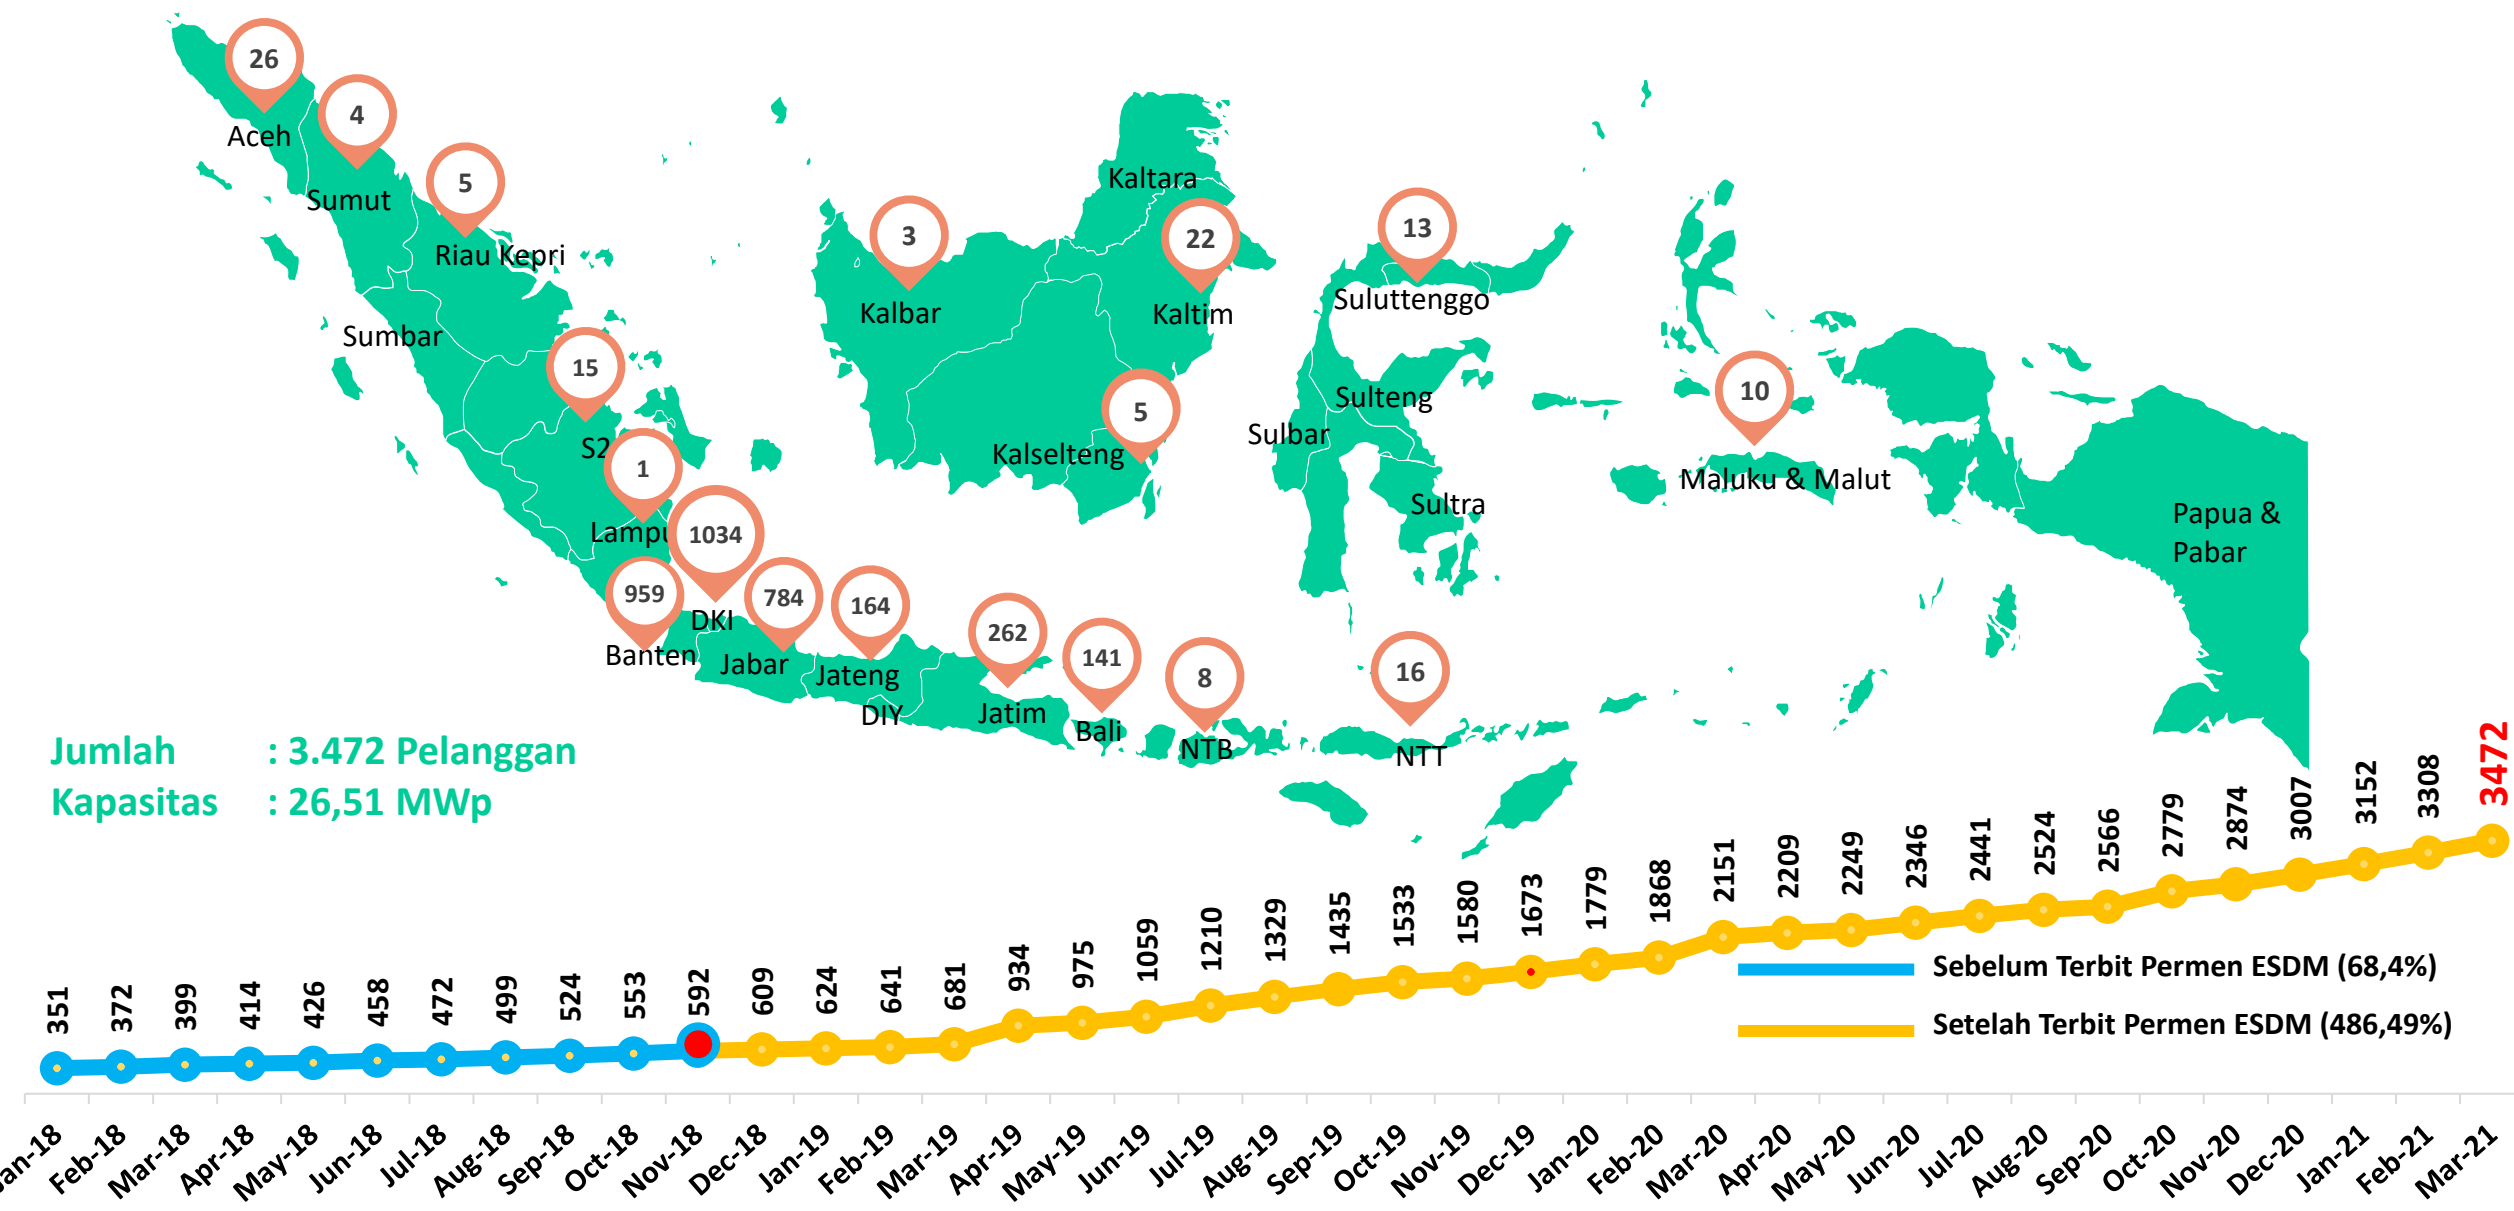 26
Aceh
4
Sumut
5
Riau Kepri
Sumbar
15
S2
1
Lampu
3
Kalbar
Kaltara
22
Kaltim
5
Kalselteng
13
Suluttenggo
Sulteng
Sulbar
Sultra
10
Maluku & Malut
Papua &
Pabar
959
Banten
1034
DKI
784
Jabar
164
Jateng
DIY
262
Jatim
141
Bali
8
NTB
16
NTT
Jumlah : 3.472 Pelanggan
Kapasitas : 26,51 MWp
351 372 399 414 426 458 472 499 524 553 592 609 624 641 681 934 975 1059 1210 1329 1435 1533 1580 1673 1779 1868 2151 2209 2249 2346 2441 2524 2566 2779 2874 3007 3152 3308 3472
Sebelum Terbit Permen ESDM (68,4%)
Setelah Terbit Permen ESDM (486,49%)
Jan-18 Feb-18 Mar-18 Apr-18 May-18 Jun-18 Jul-18 Aug-18 Sep-18 Oct-18 Nov-18 Dec-18 Jan-19 Feb-19 Mar-19 Apr-19 May-19 Jun-19 Jul-19 Aug-19 Sep-19 Oct-19 Nov-19 Dec-19 Jan-20 Feb-20 Mar-20 Apr-20 May-20 Jun-20 Jul-20 Aug-20 Sep-20 Oct-20 Nov-20 Dec-20 Jan-21 Feb-21 Mar-21